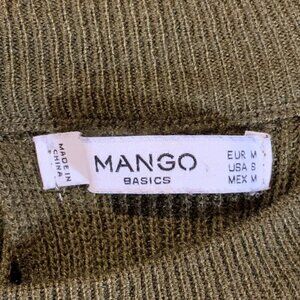 MADE IN
CHINA
MANGO
BASICS
EUR M
USA S
MEX M